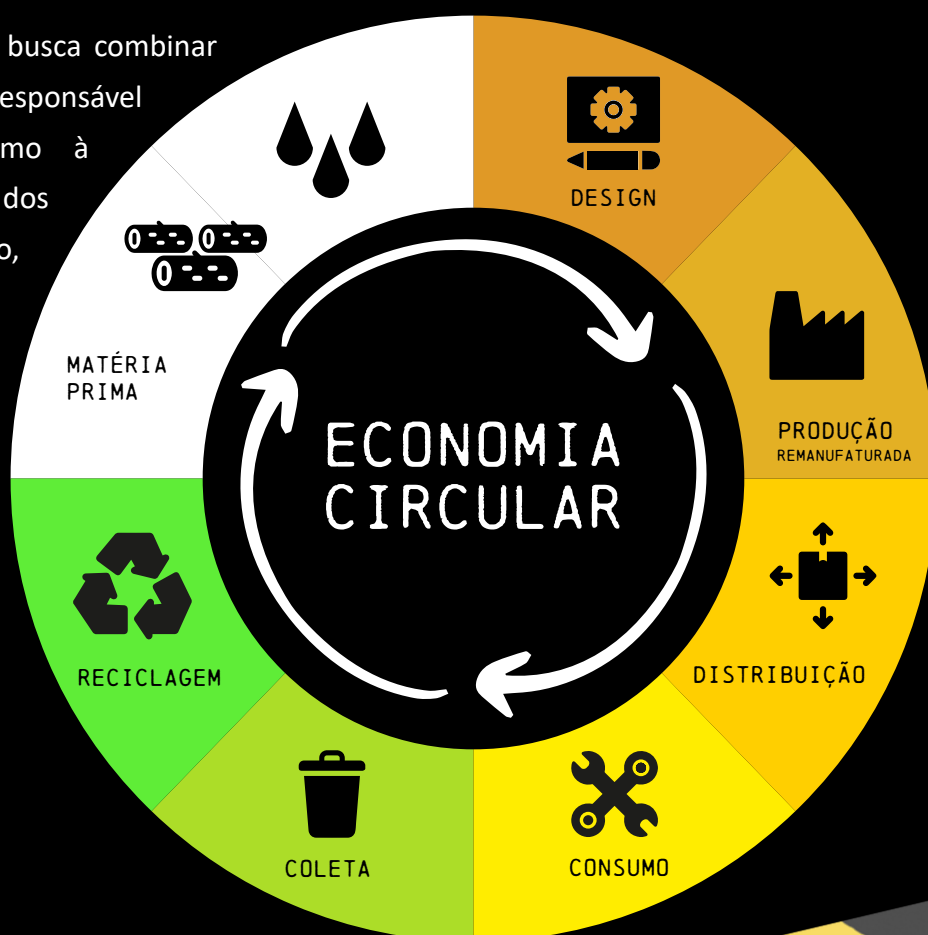 busca combinar
esponsável
mo à
dos
o,
DESIGN
MATÉRIA
PRIMA
PRODUÇÃO
REMANUFATURADA
ECONOMIA
CIRCULAR
RECICLAGEM
DISTRIBUIÇÃO
COLETA
CONSUMO